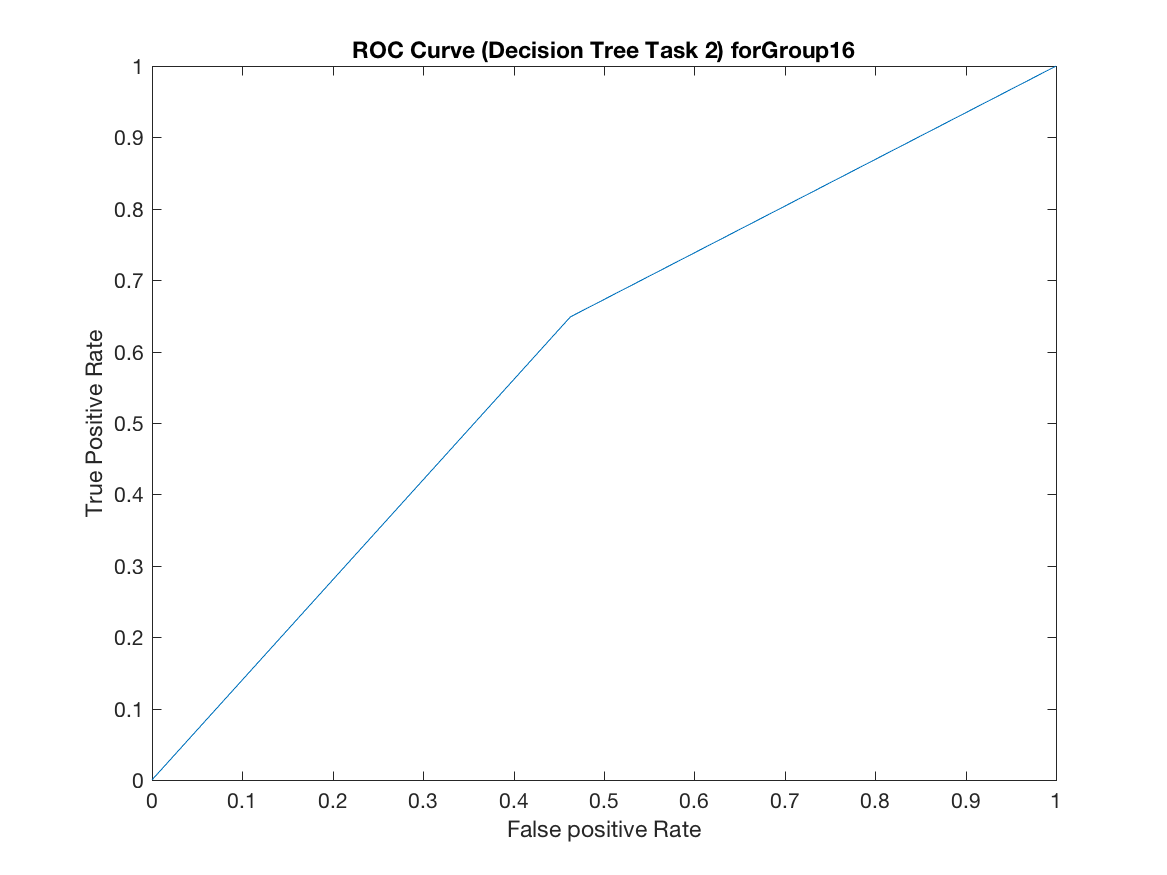 ROC Curve (Decision Tree Task 2) forGroup16
1
0.9
0.8
0.7
0.6
0.5
0.4
0.3
0.2
0.1
0
True Positive Rate
0 0.1 0.2 0.3 0.4 0.5 0.6 0.7 0.8 0.9 1
False positive Rate